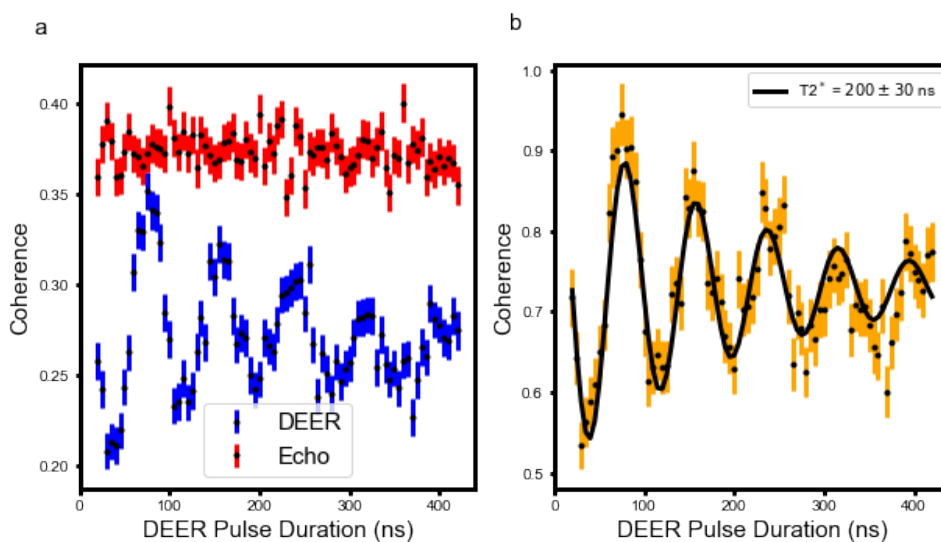 a
b
0.40
0.35
0.30
0.25
0.20
Coherence
DEER
Echo
0
100
200
300
400
DEER Pulse Duration (ns)
1.0
0.9
0.8
0.7
0.6
0.5
Coherence
T2* = 200 ± 30 ns
0
100
200
300
400
DEER Pulse Duration (ns)